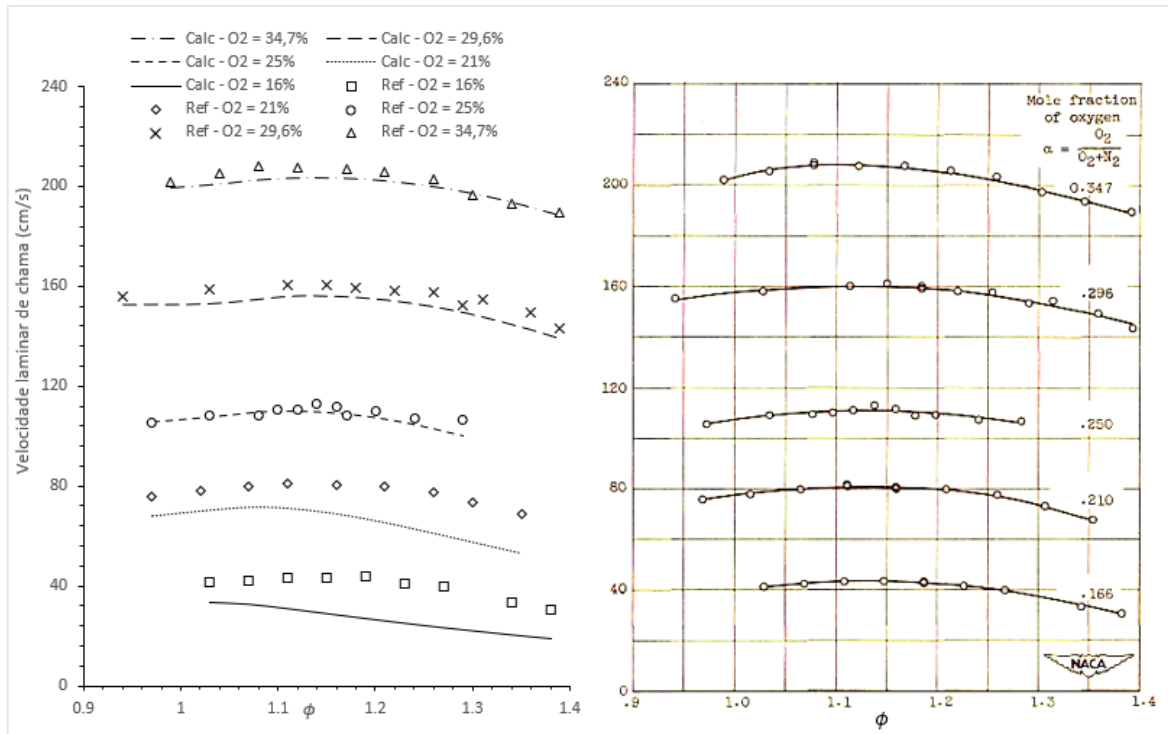 Calc - O2 = 34,7%
Calc - O2 = 29,6%
Calc - O2 = 25%
Calc - O2 = 21%
Calc - O2 = 16%
Ref - O2 = 16%
Ref - O2 = 21%
Ref - O2 = 25%
Ref - O2 = 29,6%
Ref - O2 = 34,7%
Velocidade laminar de chama (cm/s)
240
200
160
120
80
40
0
0.9
1
1.1
1.2
1.3
1.4
ϕ
240
200
160
120
80
40
0
Mole fraction
of oxygen
α = O₂ / O₂+N₂
0.347
.296
.250
.210
.166
NACA
.9
1.0
1.1
1.2
1.3
1.4
ϕ